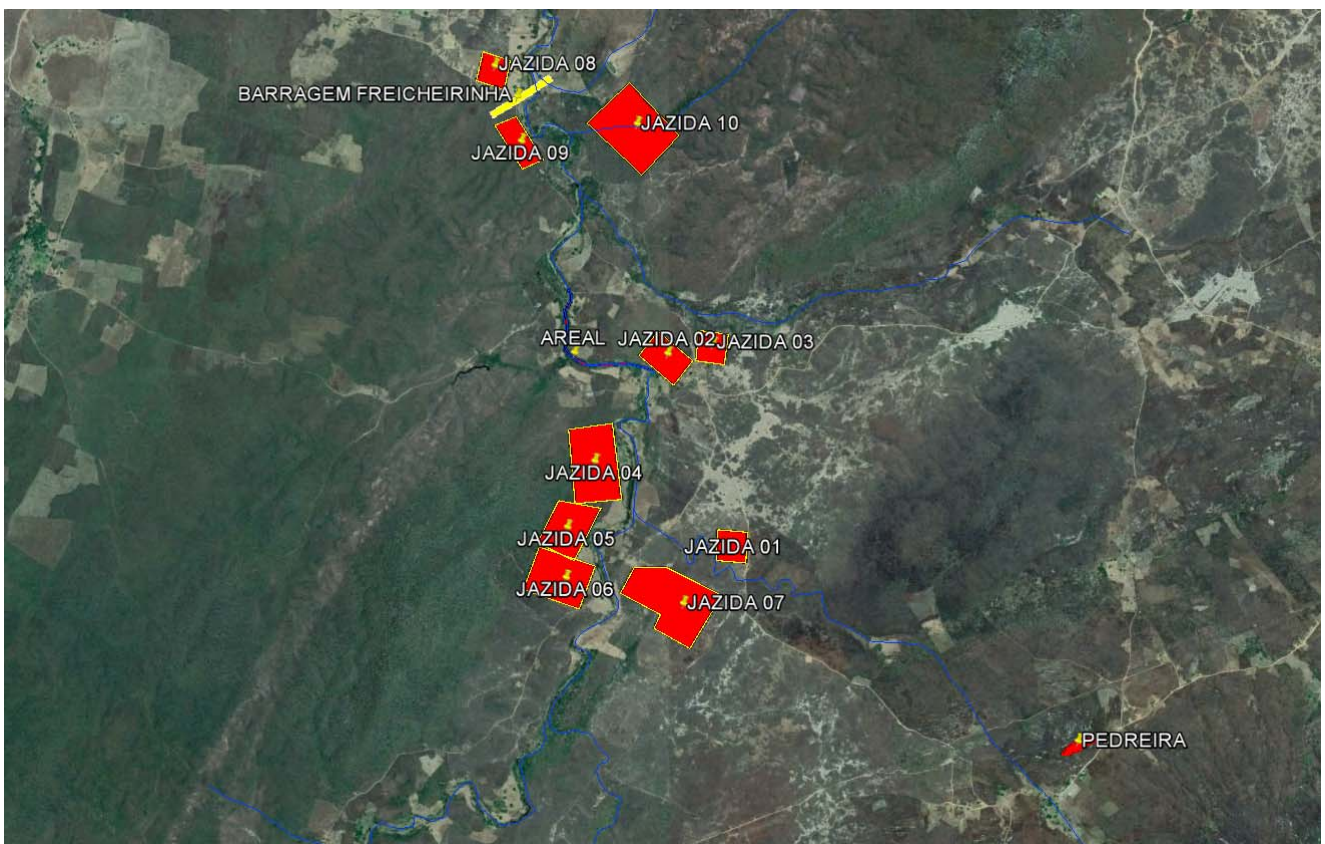 JAZIDA 08
BARRAGEM FREICHEIRINHA
JAZIDA 10
JAZIDA 09
AREAL
JAZIDA 02
JAZIDA 03
JAZIDA 04
JAZIDA 05
JAZIDA 01
JAZIDA 06
JAZIDA 07
PEDREIRA